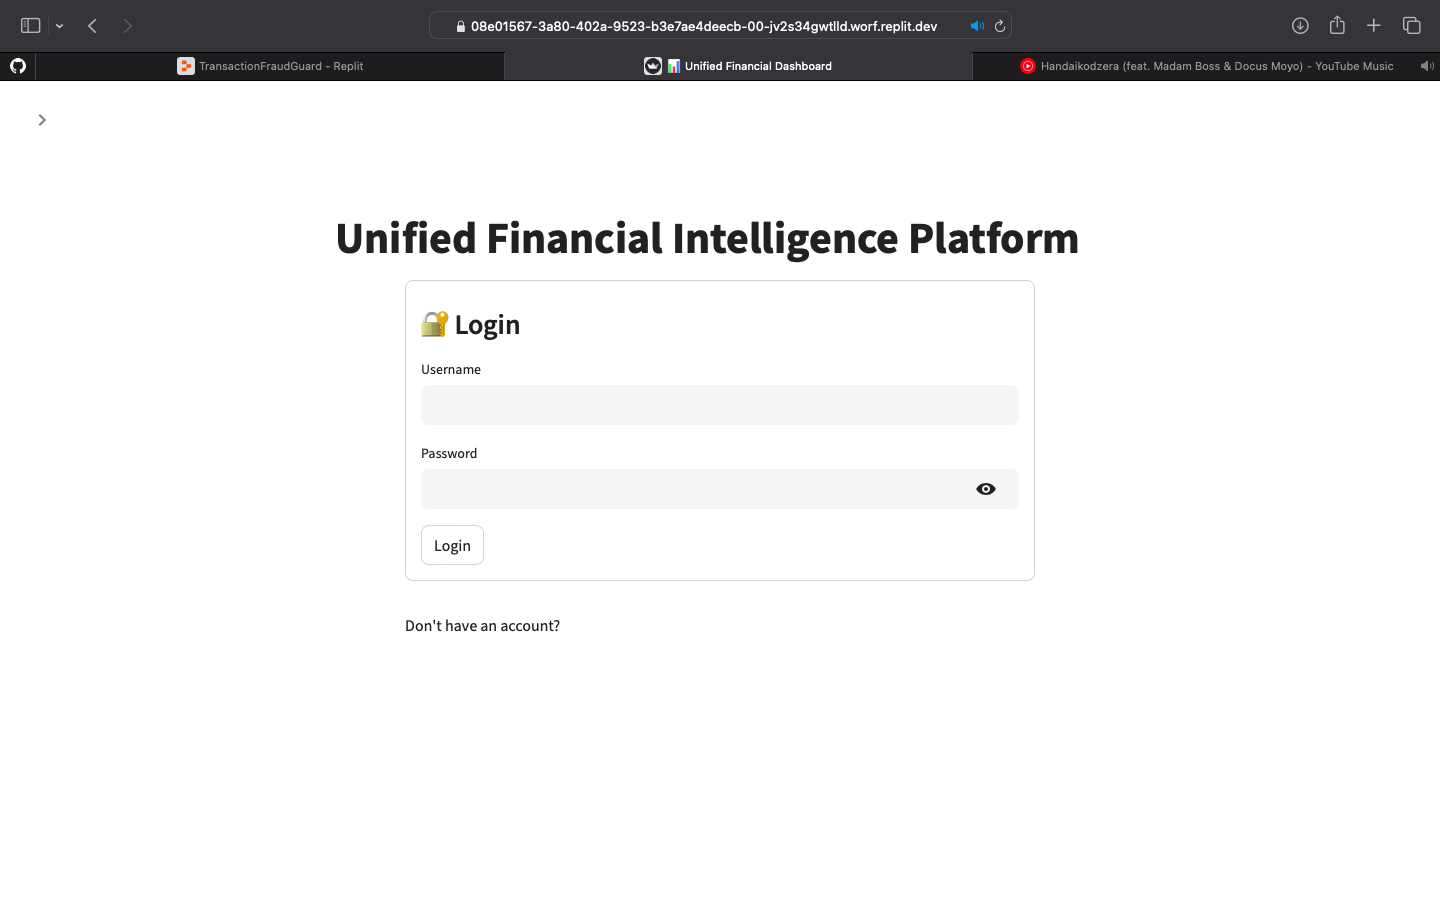 08e01567-3a80-402a-9523-b3e7ae4deecb-00-jv2s34gwtlld.worf.replit.dev
TransactionFraudGuard - Replit
Unified Financial Dashboard
Handaikodzera (feat. Madam Boss & Docus Moyo) - YouTube Music
Unified Financial Intelligence Platform
Login
Username
Password
Login
Don't have an account?